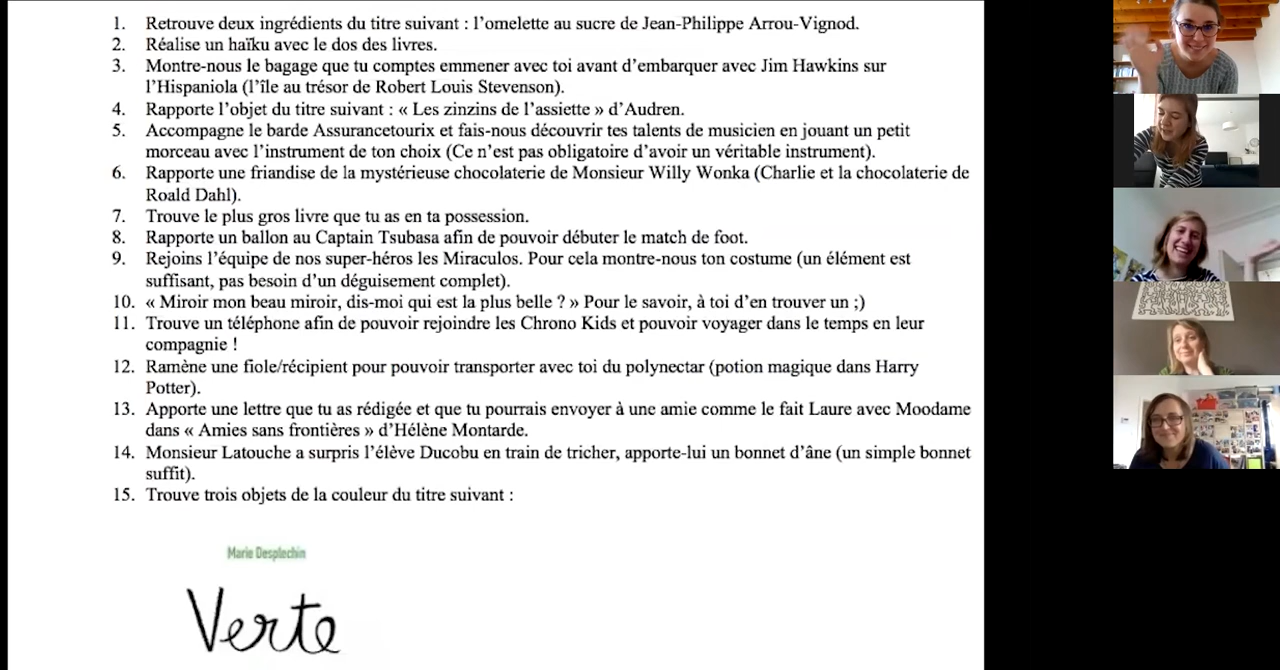 1. Retrouve deux ingrédients du titre suivant : l’omelette au sucre de Jean-Philippe Arrou-Vignod.
2. Réalise un haïku avec le dos des livres.
3. Montre-nous le bagage que tu comptes emmener avec toi avant d’embarquer avec Jim Hawkins sur
l’Hispaniola (l’île au trésor de Robert Louis Stevenson).
4. Rapporte l’objet du titre suivant : « Les zinzins de l’assiette » d’Audren.
5. Accompagne le barde Assurancetourix et fais-nous découvrir tes talents de musicien en jouant un petit
morceau avec l’instrument de ton choix (Ce n’est pas obligatoire d’avoir un véritable instrument).
6. Rapporte une friandise de la mystérieuse chocolaterie de Monsieur Willy Wonka (Charlie et la chocolaterie de
Roald Dahl).
7. Trouve le plus gros livre que tu as en ta possession.
8. Rapporte un ballon au Captain Tsubasa afin de pouvoir débuter le match de foot.
9. Rejoins l’équipe de nos super-héros les Miraculos. Pour cela montre-nous ton costume (un élément est
suffisant, pas besoin d’un déguisement complet).
10. « Miroir mon beau miroir, dis-moi qui est la plus belle ? » Pour le savoir, à toi d’en trouver un ;)
11. Trouve un téléphone afin de pouvoir rejoindre les Chrono Kids et pouvoir voyager dans le temps en leur
compagnie !
12. Ramène une fiole/récipient pour pouvoir transporter avec toi du polynectar (potion magique dans Harry
Potter).
13. Apporte une lettre que tu as rédigée et que tu pourrais envoyer à une amie comme le fait Laure avec Moodame
dans « Amies sans frontières » d’Hélène Montarde.
14. Monsieur Latouche a surpris l’élève Ducobu en train de tricher, apporte-lui un bonnet d’âne (un simple bonnet
suffit).
15. Trouve trois objets de la couleur du titre suivant :
Marie Desplechin
Verte